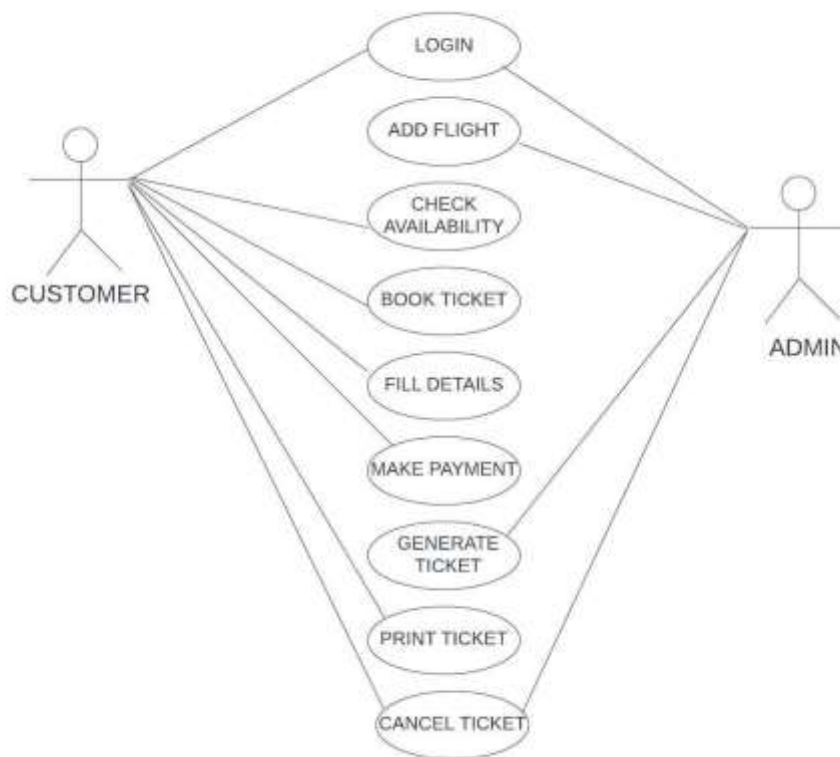 LOGIN
ADD FLIGHT
CHECK
AVAILABILITY
CUSTOMER
BOOK TICKET
ADMIN
FILL DETAILS
MAKE PAYMENT
GENERATE
TICKET
PRINT TICKET
CANCEL TICKET